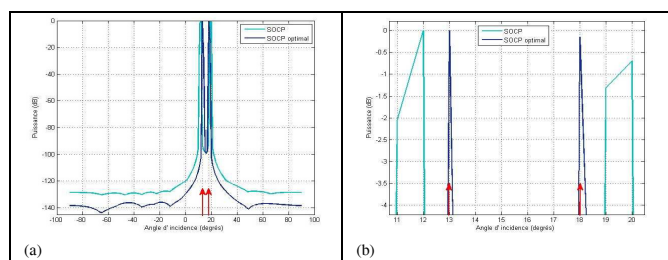 0
-20
-40
-60
-80
-100
-120
-140
-100 -80 -60 -40 -20 0 20 40 60 80 100
Puissance (dB)
Angle d' incidence (degrés)
SOCP
SOCP optimal
(a)
0
-0.5
-1
-1.5
-2
-2.5
-3
-3.5
-4
11 12 13 14 15 16 17 18 19 20
Puissance (dB)
Angle d' incidence (degrés)
SOCP
SOCP optimal
(b)